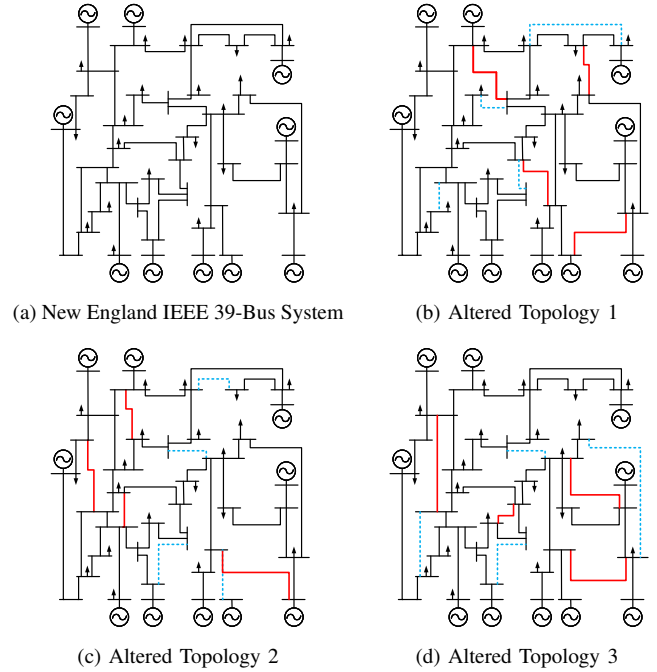 (a) New England IEEE 39-Bus System
(b) Altered Topology 1
(c) Altered Topology 2
(d) Altered Topology 3